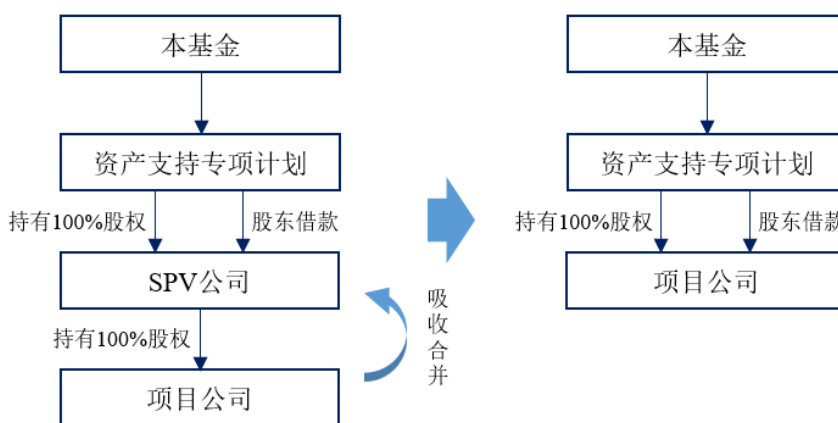 本基金
资产支持专项计划
持有100%股权
股东借款
SPV公司
持有100%股权
项目公司
吸收合并
本基金
资产支持专项计划
持有100%股权
股东借款
项目公司